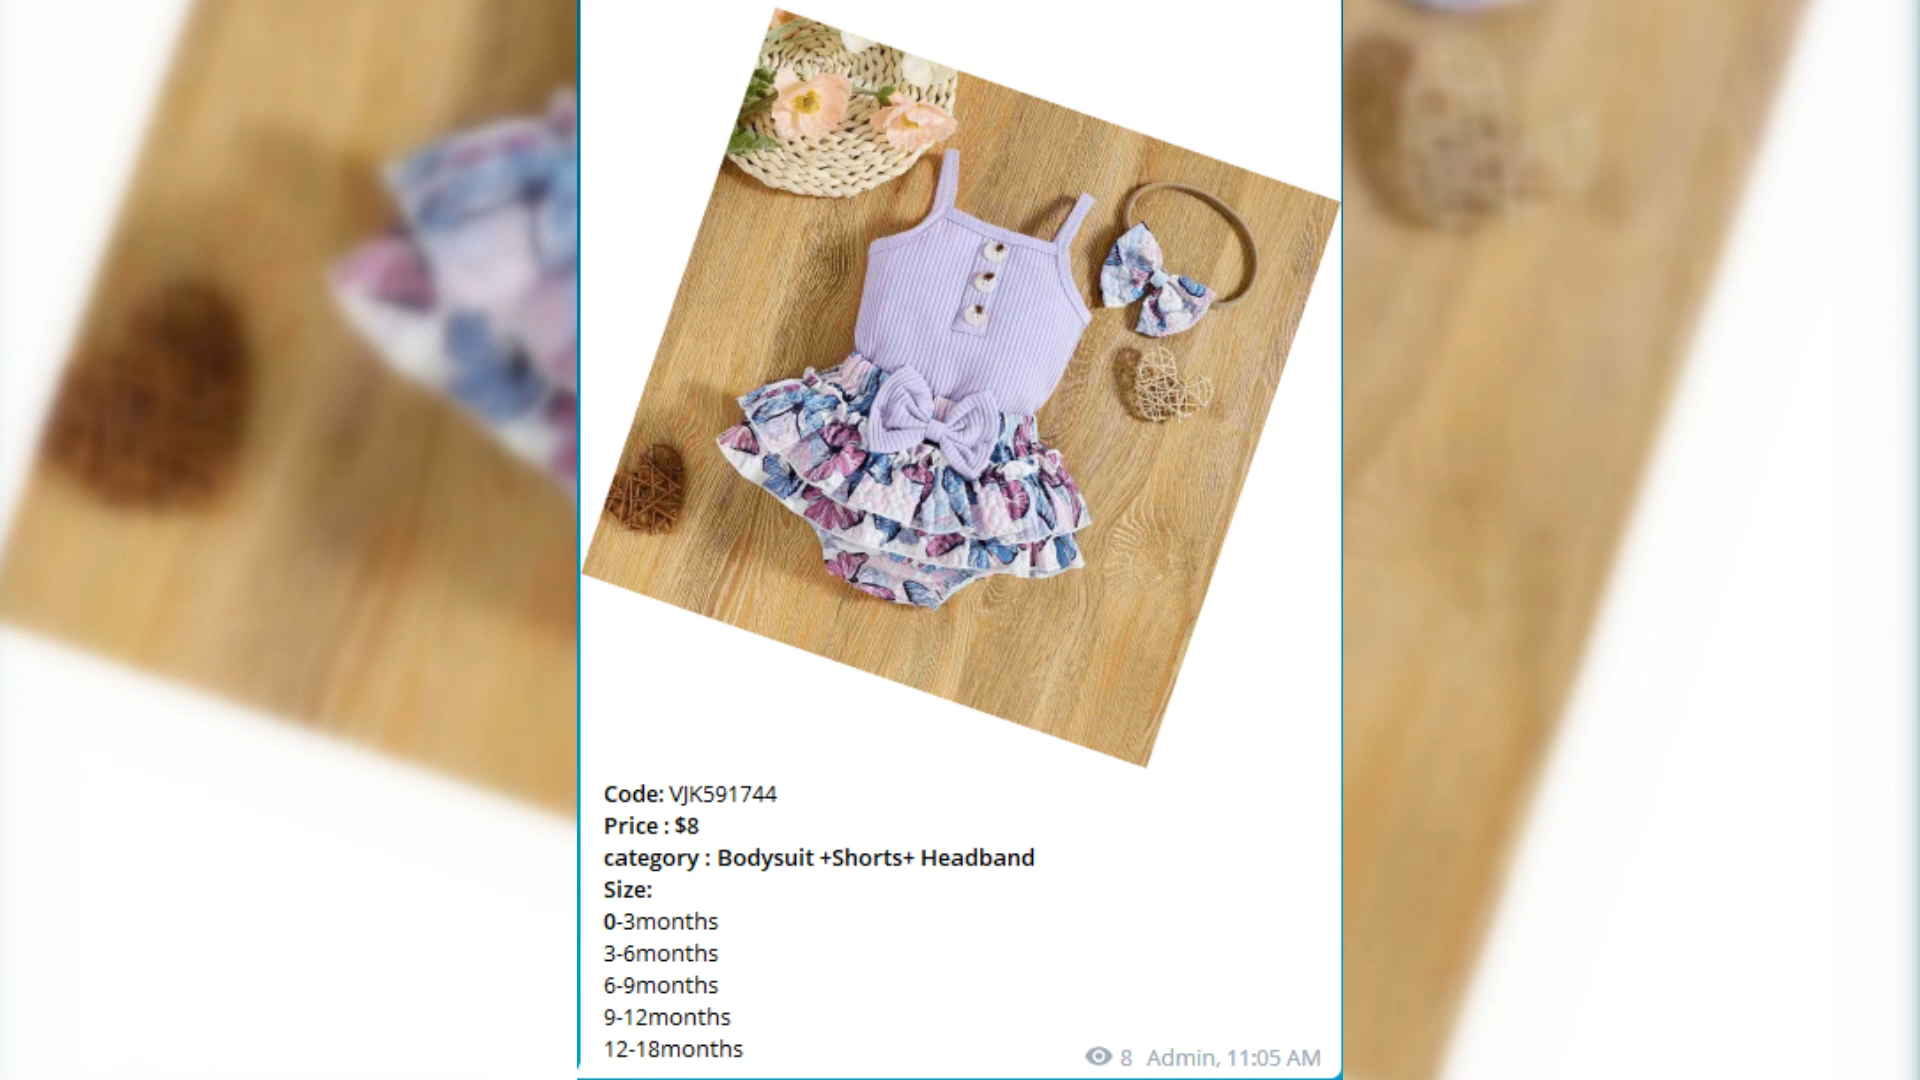 Code: VJK591744
Price : $8
category : Bodysuit +Shorts+ Headband
Size:
0-3months
3-6months
6-9months
9-12months
12-18months
8 Admin, 11:05 AM